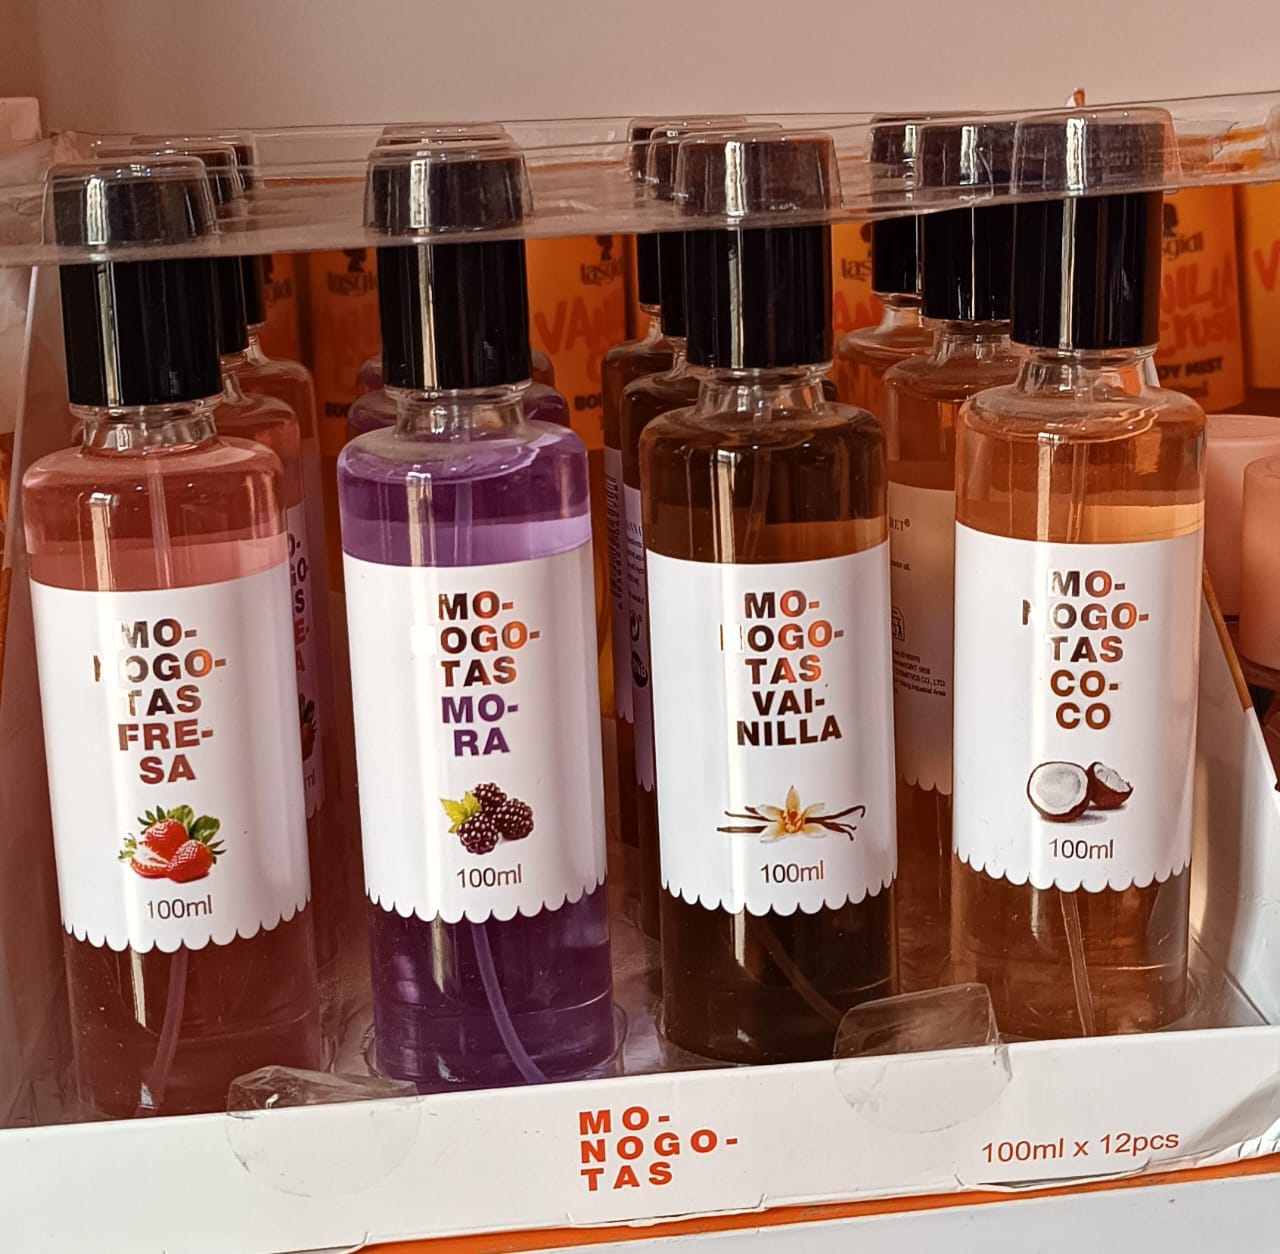 MO-
NOGO-
TAS
FRE-
SA
100ml
MO-
NOGO-
TAS
MO-
RA
100ml
MO-
NOGO-
TAS
VAI-
NILLA
100ml
MO-
NOGO-
TAS
CO-
CO
100ml
MO-
NOGO-
TAS
100ml x 12pcs